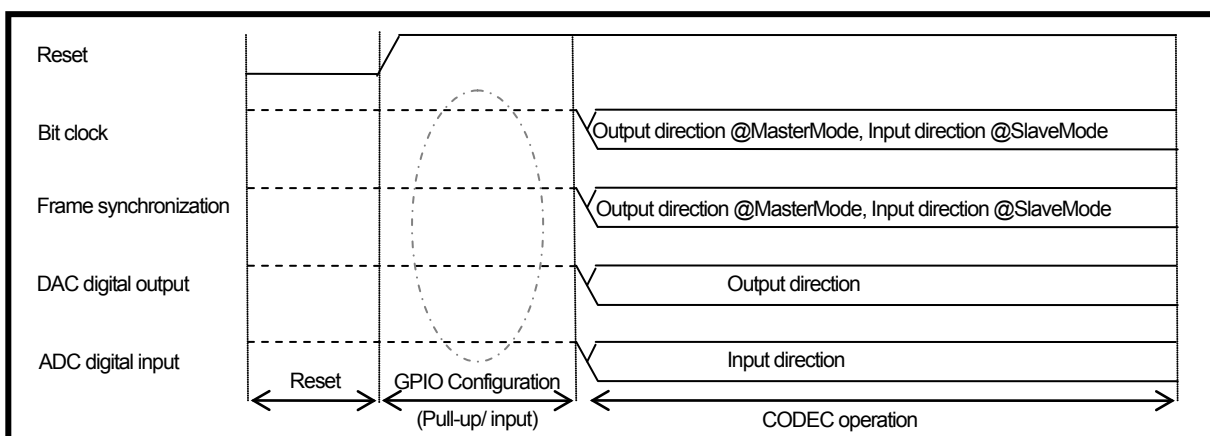 Reset
Bit clock
Output direction @MasterMode, Input direction @SlaveMode
Frame synchronization
Output direction @MasterMode, Input direction @SlaveMode
DAC digital output
Output direction
ADC digital input
Input direction
Reset
GPIO Configuration
(Pull-up/ input)
CODEC operation